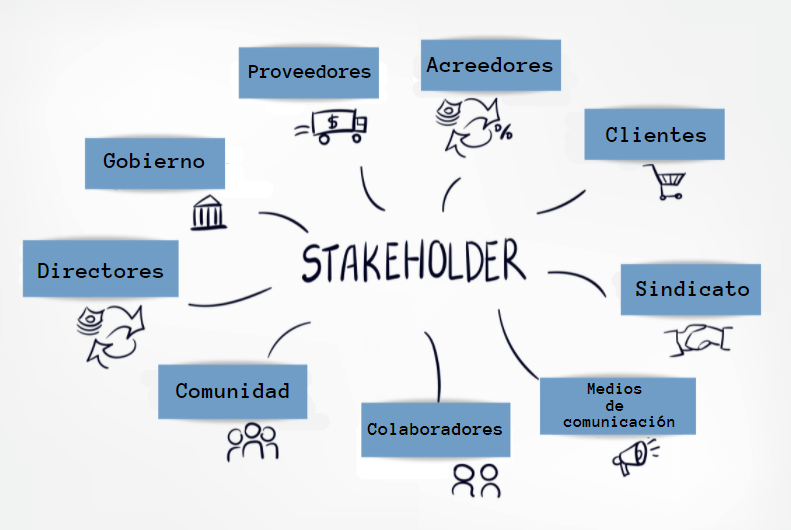 Proveedores
Acreedores
$
%
Clientes
Gobierno
STAKEHOLDER
Directores
Sindicato
Comunidad
Medios
de
comunicación
Colaboradores